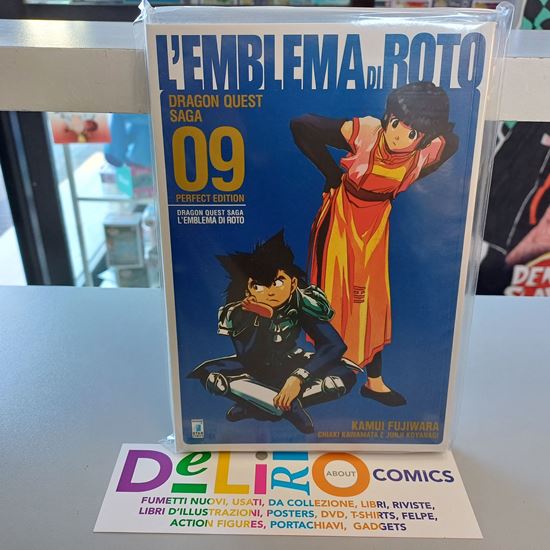 L'EMBLEMA DI ROTO
DRAGON QUEST
SAGA
09
PERFECT EDITION
DRAGON QUEST SAGA
L'EMBLEMA DI ROTO
KAMUI FUJIWARA
CHIAKI KAWAMATA E JUNJI KOYANAGI
DeLiRiO ABOUT COMICS
FUMETTI NUOVI, USATI, DA COLLEZIONE, LIBRI, RIVISTE,
LIBRI D'ILLUSTRAZIONI, POSTERS, DVD, T-SHIRTS, FELPE,
ACTION FIGURES, PORTACHIAVI, GADGETS